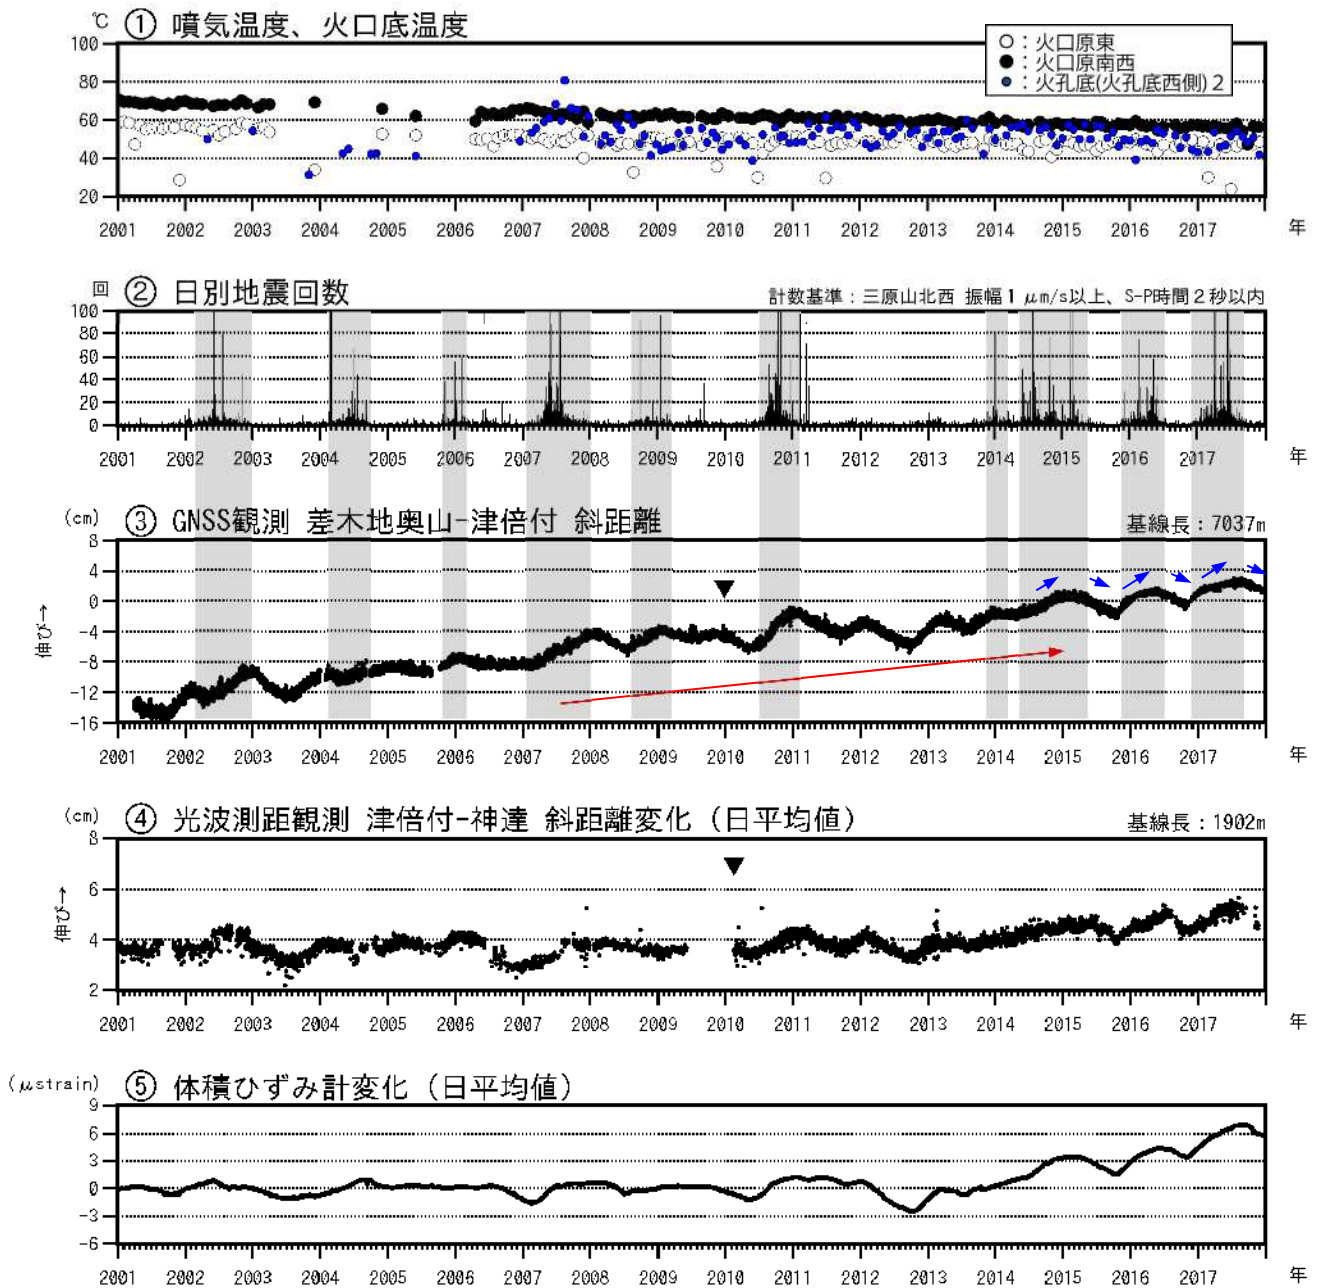 ℃ ① 噴気温度、火口底温度
○：火口原東
●：火口原南西
●：火孔底(火孔底西側)２
100
80
60
40
20
2001 2002 2003 2004 2005 2006 2007 2008 2009 2010 2011 2012 2013 2014 2015 2016 2017 年
回 ② 日別地震回数
計数基準：三原山北西 振幅１μm/s以上、S-P時間２秒以内
100
80
60
40
20
0
2001 2002 2003 2004 2005 2006 2007 2008 2009 2010 2011 2012 2013 2014 2015 2016 2017 年
(cm) ③ GNSS観測 差木地奥山-津倍付 斜距離
基線長：7037m
8
4
0
-4
-8
-12
-16
伸び→
2001 2002 2003 2004 2005 2006 2007 2008 2009 2010 2011 2012 2013 2014 2015 2016 2017 年
(cm) ④ 光波測距観測 津倍付-神達 斜距離変化（日平均値）
基線長：1902m
8
6
4
2
伸び→
2001 2002 2003 2004 2005 2006 2007 2008 2009 2010 2011 2012 2013 2014 2015 2016 2017 年
(μstrain) ⑤ 体積ひずみ計変化（日平均値）
9
6
3
0
-3
-6
2001 2002 2003 2004 2005 2006 2007 2008 2009 2010 2011 2012 2013 2014 2015 2016 2017 年